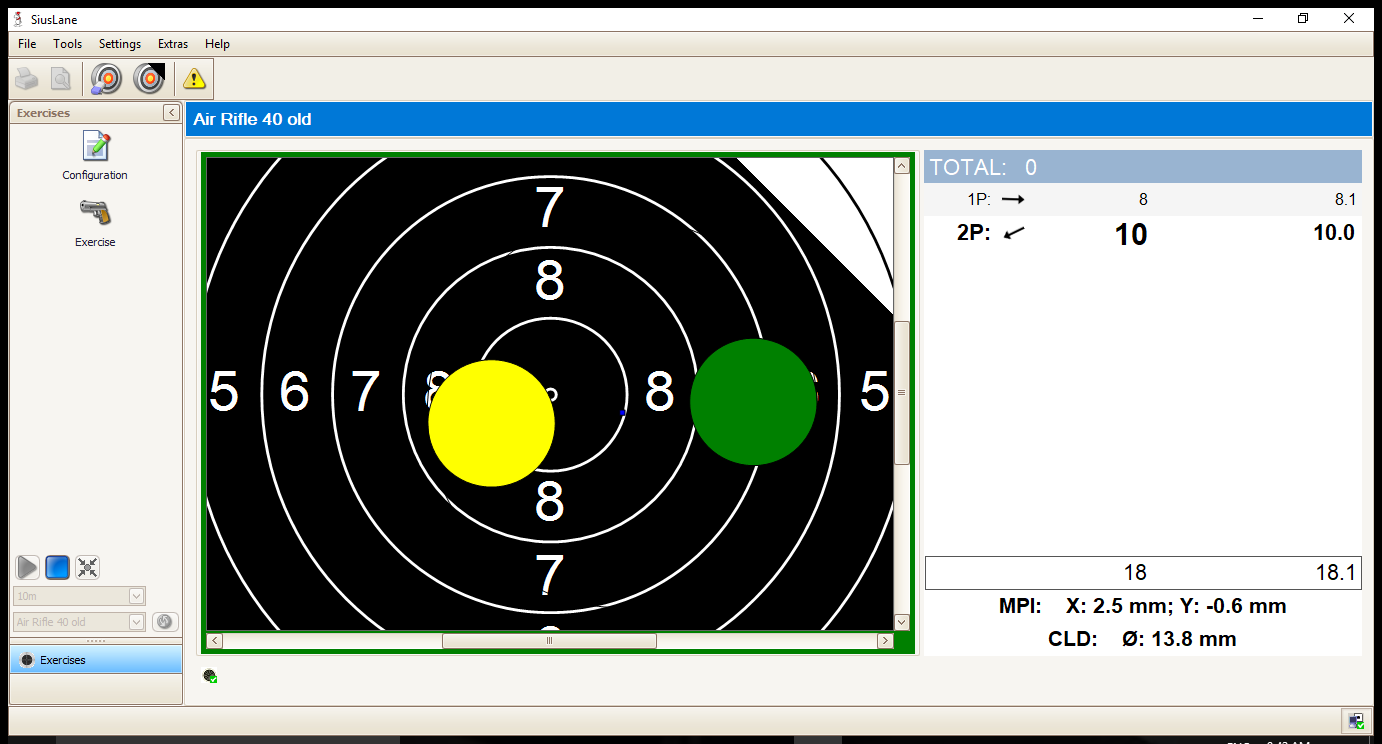 SiusLane
File Tools Settings Extras Help
Exercises
Configuration
Exercise
10m
Air Rifle 40 old
Exercises
Air Rifle 40 old
7
8
5 6 7 8 8 5
8
7
TOTAL: 0
1P: 8 8.1
2P: 10 10.0
18 18.1
MPI: X: 2.5 mm; Y: -0.6 mm
CLD: Ø: 13.8 mm